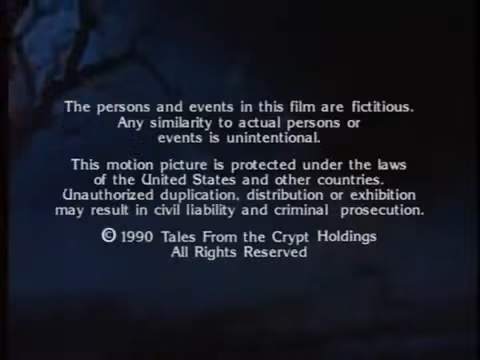 The persons and events in this film are fictitious.
Any similarity to actual persons or
events is unintentional.
This motion picture is protected under the laws
of the United States and other countries.
Unauthorized duplication, distribution or exhibition
may result in civil liability and criminal prosecution.
© 1990 Tales From the Crypt Holdings
All Rights Reserved